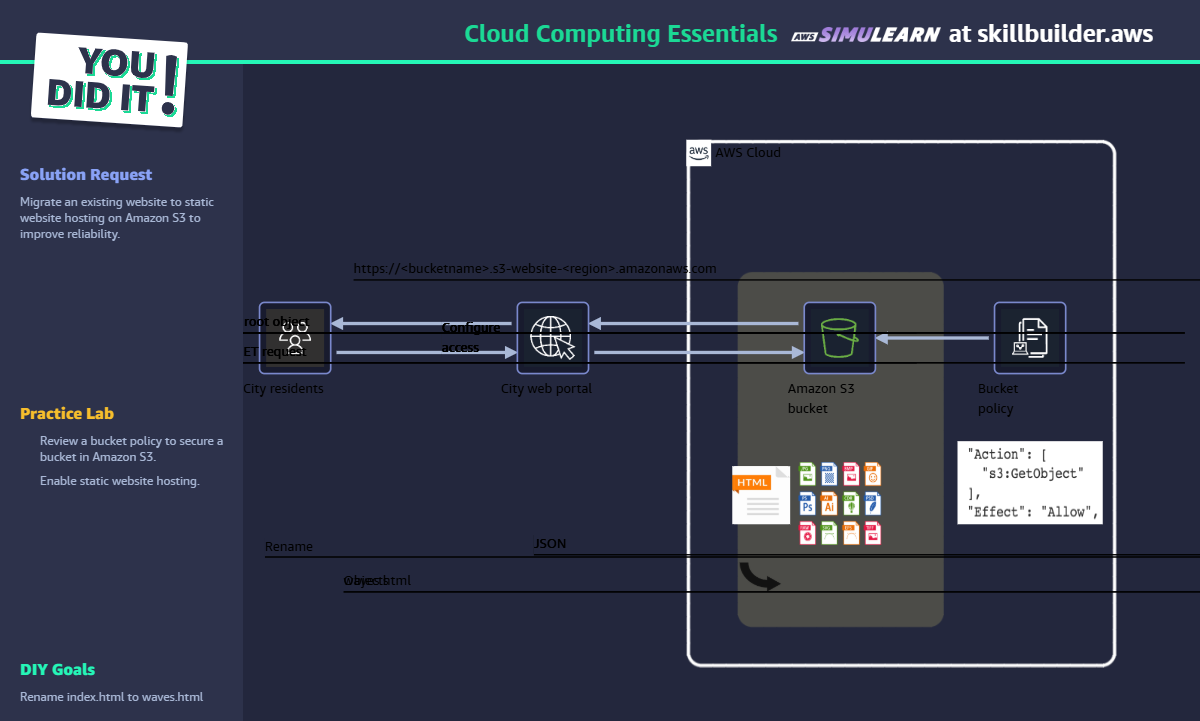 Cloud Computing Essentials aws SIMULEARN at skillbuilder.aws
YOU
DID IT!
Solution Request
Migrate an existing website to static
website hosting on Amazon S3 to
improve reliability.
Practice Lab
Review a bucket policy to secure a
bucket in Amazon S3.
Enable static website hosting.
DIY Goals
Rename index.html to waves.html
aws AWS Cloud
https://<bucketname>.s3-website-<region>.amazonaws.com
root object
ET request
Configure
access
City residents
City web portal
Amazon S3
bucket
Bucket
policy
HTML
Ps
Ai
"Action": [
"s3:GetObject"
],
"Effect": "Allow",
Rename
JSON
Objects
waves.html